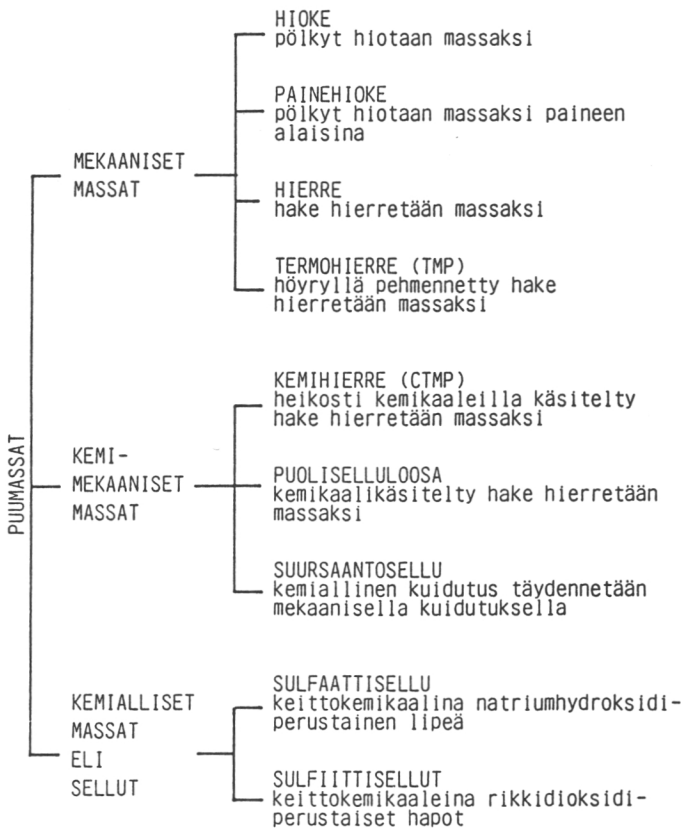 PUUMASSAT
MEKAANISET
MASSAT
HIOKE
pölkyt hiotaan massaksi
PAINEHIOKE
pölkyt hiotaan massaksi paineen
alaisina
HIERRE
hake hierretään massaksi
TERMOHIERRE (TMP)
höyryllä pehmennetty hake
hierretään massaksi
KEMI-
MEKAANISET
MASSAT
KEMIHIERRE (CTMP)
heikosti kemikaaleilla käsitelty
hake hierretään massaksi
PUOLISELLULOOSA
kemikaalikäsitelty hake hierretään
massaksi
SUURSAANTOSELLU
kemiallinen kuidutus täydennetään
mekaanisella kuidutuksella
KEMIALLISET
MASSAT
ELI
SELLUT
SULFAATTISELLU
keittokemikaalina natriumhydroksidi-
perustainen lipeä
SULFIITTISELLUT
keittokemikaaleina rikkidioksidi-
perustaiset hapot